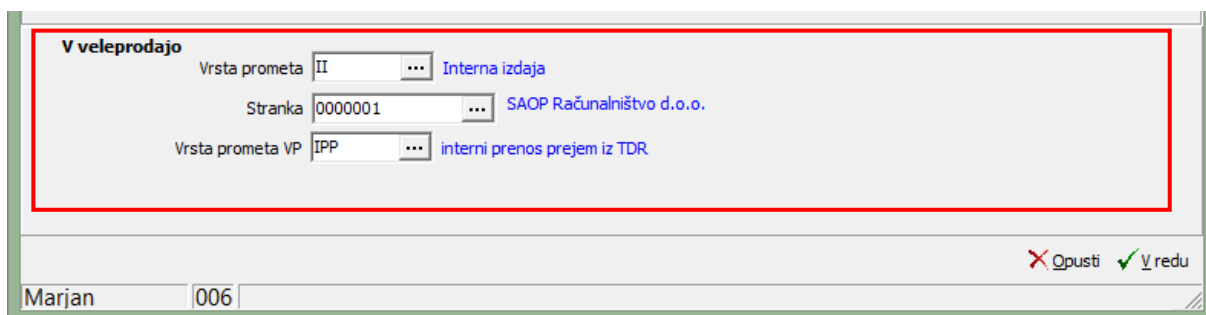 V veleprodajo
Vrsta prometa II ... Interna izdaja
Stranka 0000001 ... SAOP Računalništvo d.o.o.
Vrsta prometa VP IPP ... interni prenos prejem iz TDR
Opusti V redu
Marjan 006